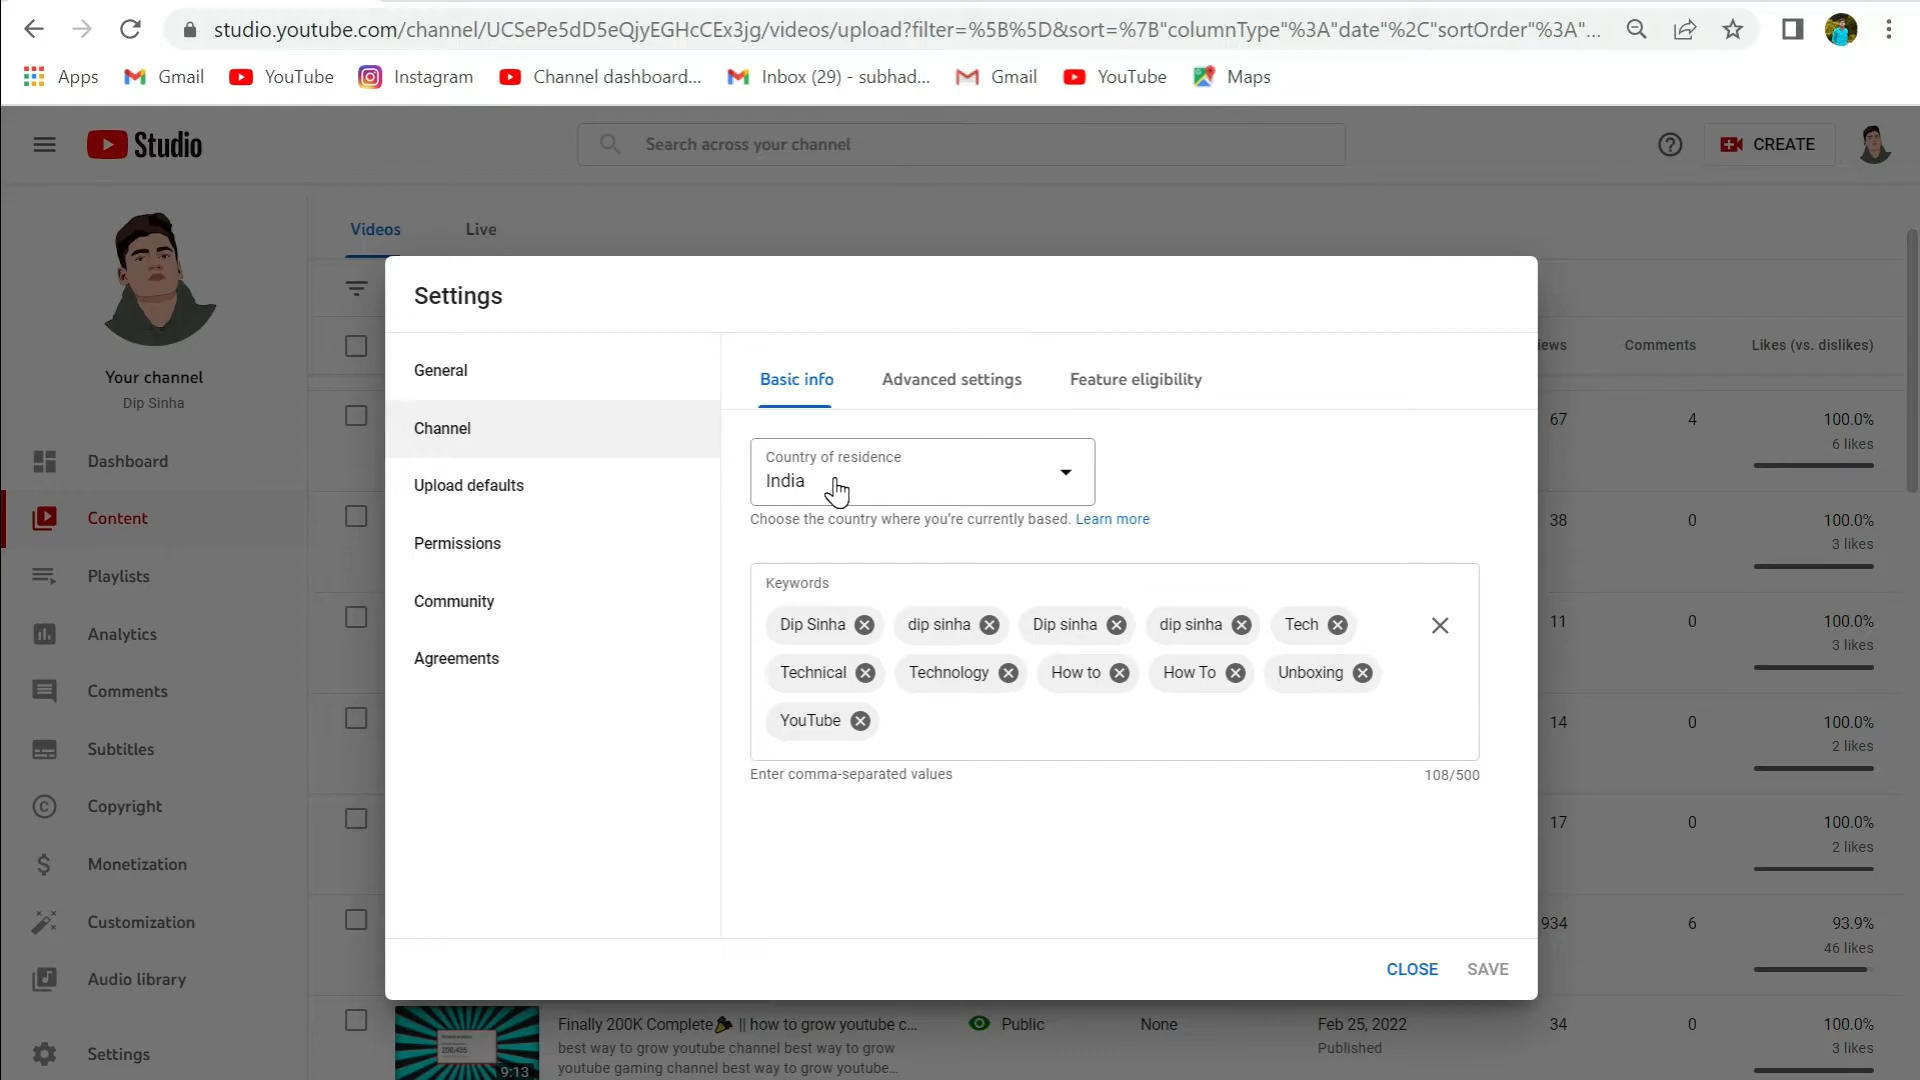 studio.youtube.com/channel/UCSePe5dD5eQjyEGHcCEx3jg/videos/upload?filter=%5B%5D&sort=%7B"columnType"%3A"date"%2C"sortOrder"%3A"...
Apps Gmail YouTube Instagram Channel dashboard... Inbox (29) - subhad... Gmail YouTube Maps
Studio
Search across your channel
CREATE
Your channel
Dip Sinha
Dashboard
Content
Playlists
Analytics
Comments
Subtitles
Copyright
Monetization
Customization
Audio library
Settings
Videos Live
Settings
General
Channel
Upload defaults
Permissions
Community
Agreements
Basic info Advanced settings Feature eligibility
Country of residence
India
Choose the country where you're currently based. Learn more
Keywords
Dip Sinha dip sinha Dip sinha dip sinha Tech
Technical Technology How to How To Unboxing
YouTube
Enter comma-separated values 108/500
CLOSE SAVE
iews Comments Likes (vs. dislikes)
67 4 100.0%
6 likes
38 0 100.0%
3 likes
11 0 100.0%
3 likes
14 0 100.0%
2 likes
17 0 100.0%
2 likes
934 6 93.9%
46 likes
Finally 200K Complete🎉 || how to grow youtube c... Public None Feb 25, 2022 34 0 100.0%
best way to grow youtube channel best way to grow Published 3 likes
youtube gaming channel best way to grow youtube...
200,435
9:13